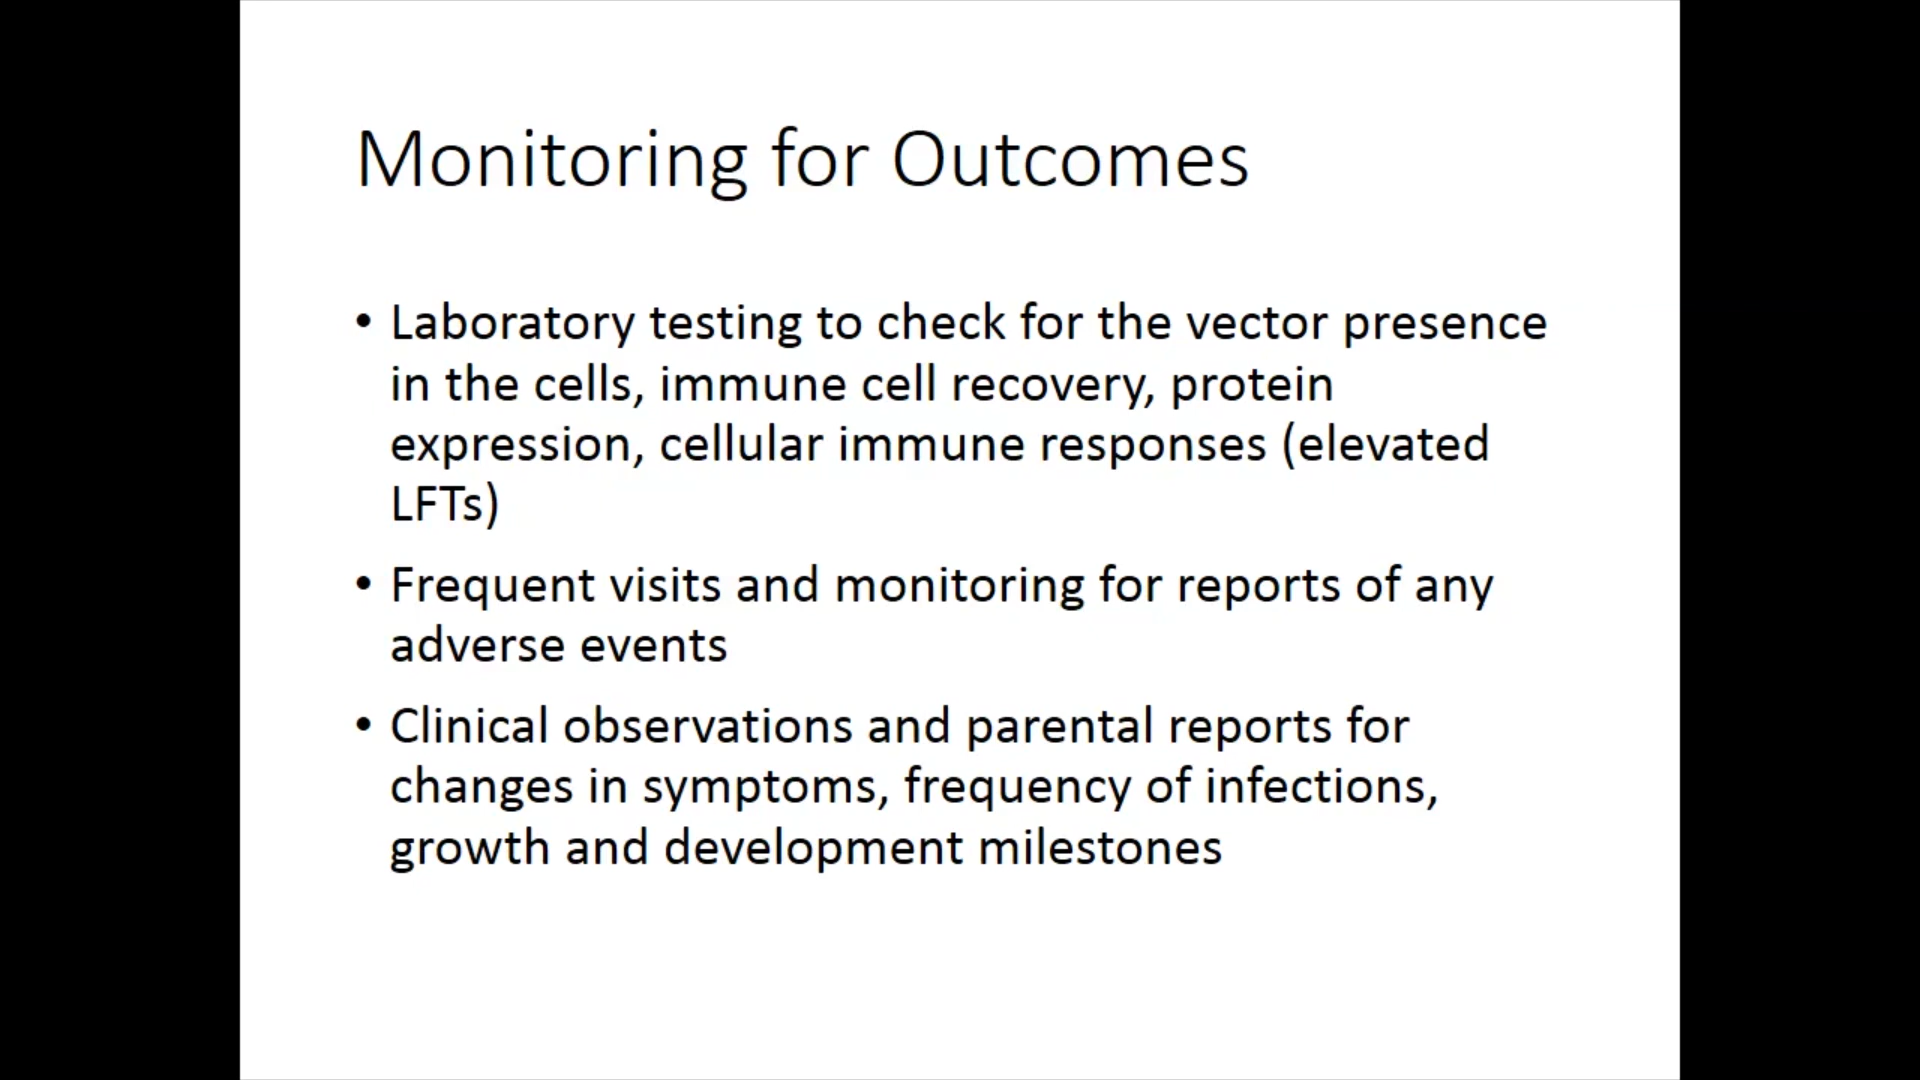 Monitoring for Outcomes
• Laboratory testing to check for the vector presence
in the cells, immune cell recovery, protein
expression, cellular immune responses (elevated
LFTs)
• Frequent visits and monitoring for reports of any
adverse events
• Clinical observations and parental reports for
changes in symptoms, frequency of infections,
growth and development milestones